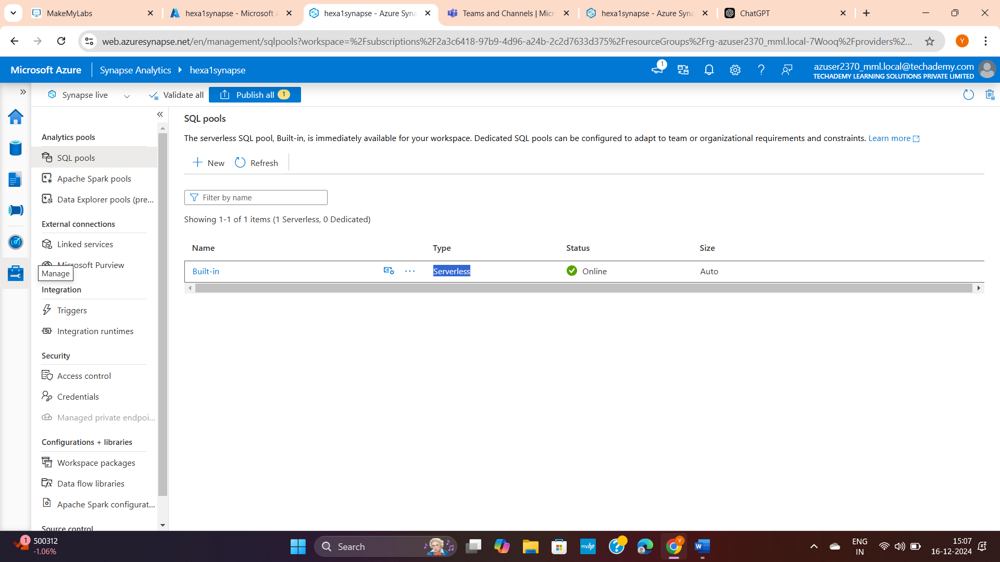 MakeMyLabs
hexa1synapse - Microsoft A
hexa1synapse - Azure Syna
Teams and Channels | Micr
hexa1synapse - Azure Syna
ChatGPT
web.azuresynapse.net/en/management/sqlpools?workspace=%2Fsubscriptions%2F2a3c6418-97b9-4d96-a24b-2c2d7633d375%2FresourceGroups%2Frg-azuser2370_mml.local-7Wooq%2Fproviders%2...
Y
Microsoft Azure
Synapse Analytics
hexa1synapse
1
azuser2370_mml.local@techademy.com
TECHADEMY LEARNING SOLUTIONS PRIVATE LIMITED
Synapse live
Validate all
Publish all 1
Analytics pools
SQL pools
Apache Spark pools
Data Explorer pools (pre...
External connections
Linked services
Microsoft Purview
Manage
Integration
Triggers
Integration runtimes
Security
Access control
Credentials
Managed private endpoi...
Configurations + libraries
Workspace packages
Data flow libraries
Apache Spark configurat...
Source control
SQL pools
The serverless SQL pool, Built-in, is immediately available for your workspace. Dedicated SQL pools can be configured to adapt to team or organizational requirements and constraints. Learn more
New
Refresh
Filter by name
Showing 1-1 of 1 items (1 Serverless, 0 Dedicated)
Name Type Status Size
Built-in ... Serverless Online Auto
1
500312
-1.06%
Search
myhp
Y
W
ENG
IN
15:07
16-12-2024